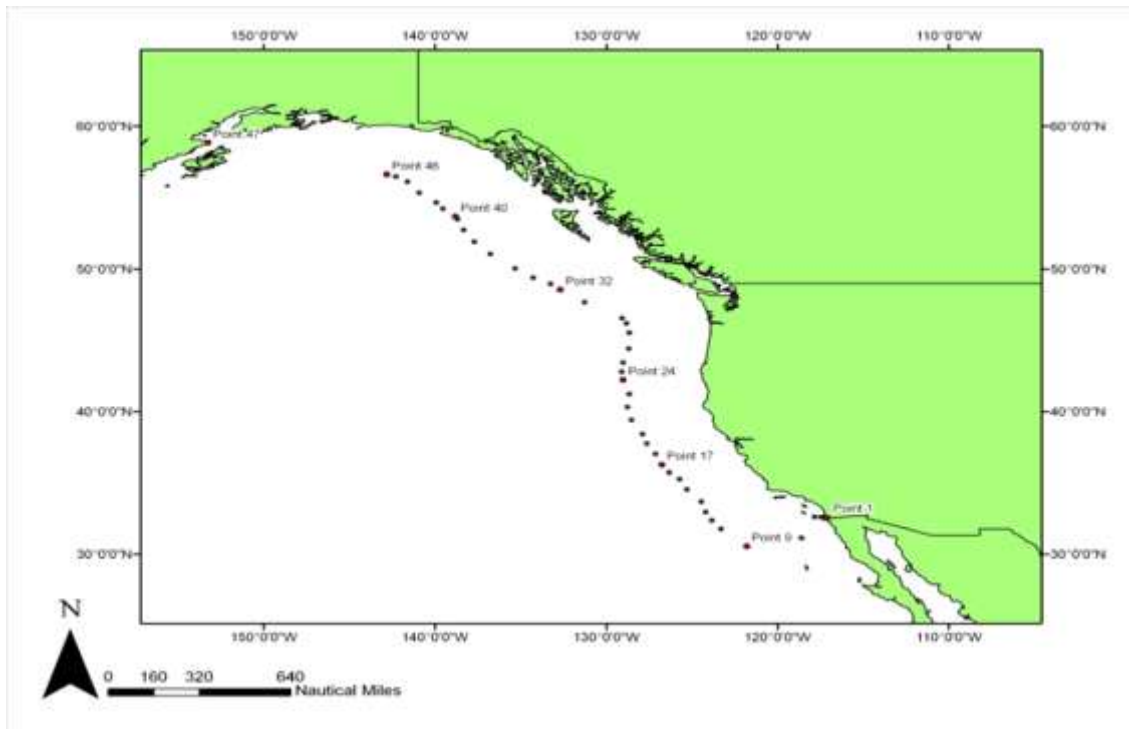 150°0'0"W 140°0'0"W 130°0'0"W 120°0'0"W 110°0'0"W
60°0'0"N 60°0'0"N
Point 47
Point 46
Point 40
50°0'0"N 50°0'0"N
Point 32
Point 24
40°0'0"N 40°0'0"N
Point 17
Point 1
Point 9
30°0'0"N 30°0'0"N
150°0'0"W 140°0'0"W 130°0'0"W 120°0'0"W 110°0'0"W
N
0 160 320 640
Nautical Miles